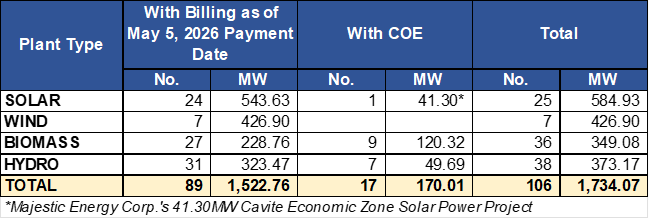 Plant Type
With Billing as of
May 5, 2026 Payment
Date
With COE
Total
No. MW No. MW No. MW
SOLAR 24 543.63 1 41.30* 25 584.93
WIND 7 426.90 7 426.90
BIOMASS 27 228.76 9 120.32 36 349.08
HYDRO 31 323.47 7 49.69 38 373.17
TOTAL 89 1,522.76 17 170.01 106 1,734.07
*Majestic Energy Corp.'s 41.30MW Cavite Economic Zone Solar Power Project